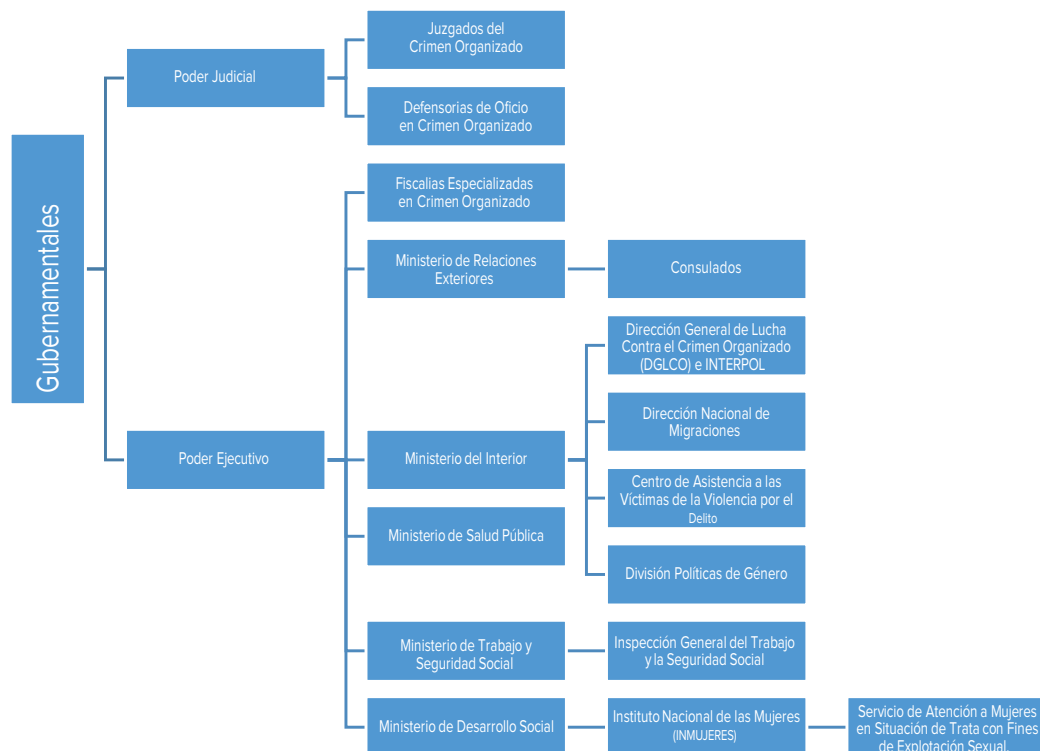 Gubernamentales
Poder Judicial
Juzgados del
Crimen Organizado
Defensorias de Oficio
en Crimen Organizado
Poder Ejecutivo
Fiscalias Especializadas
en Crimen Organizado
Ministerio de Relaciones
Exteriores
Consulados
Ministerio del Interior
Dirección General de Lucha
Contra el Crimen Organizado
(DGLCO) e INTERPOL
Dirección Nacional de
Migraciones
Centro de Asistencia a las
Víctimas de la Violencia por el
Delito
División Políticas de Género
Ministerio de Salud Pública
Ministerio de Trabajo y
Seguridad Social
Inspección General del Trabajo
y la Seguridad Social
Ministerio de Desarrollo Social
Instituto Nacional de las Mujeres
(INMUJERES)
Servicio de Atención a Mujeres
en Situación de Trata con Fines
de Explotación Sexual